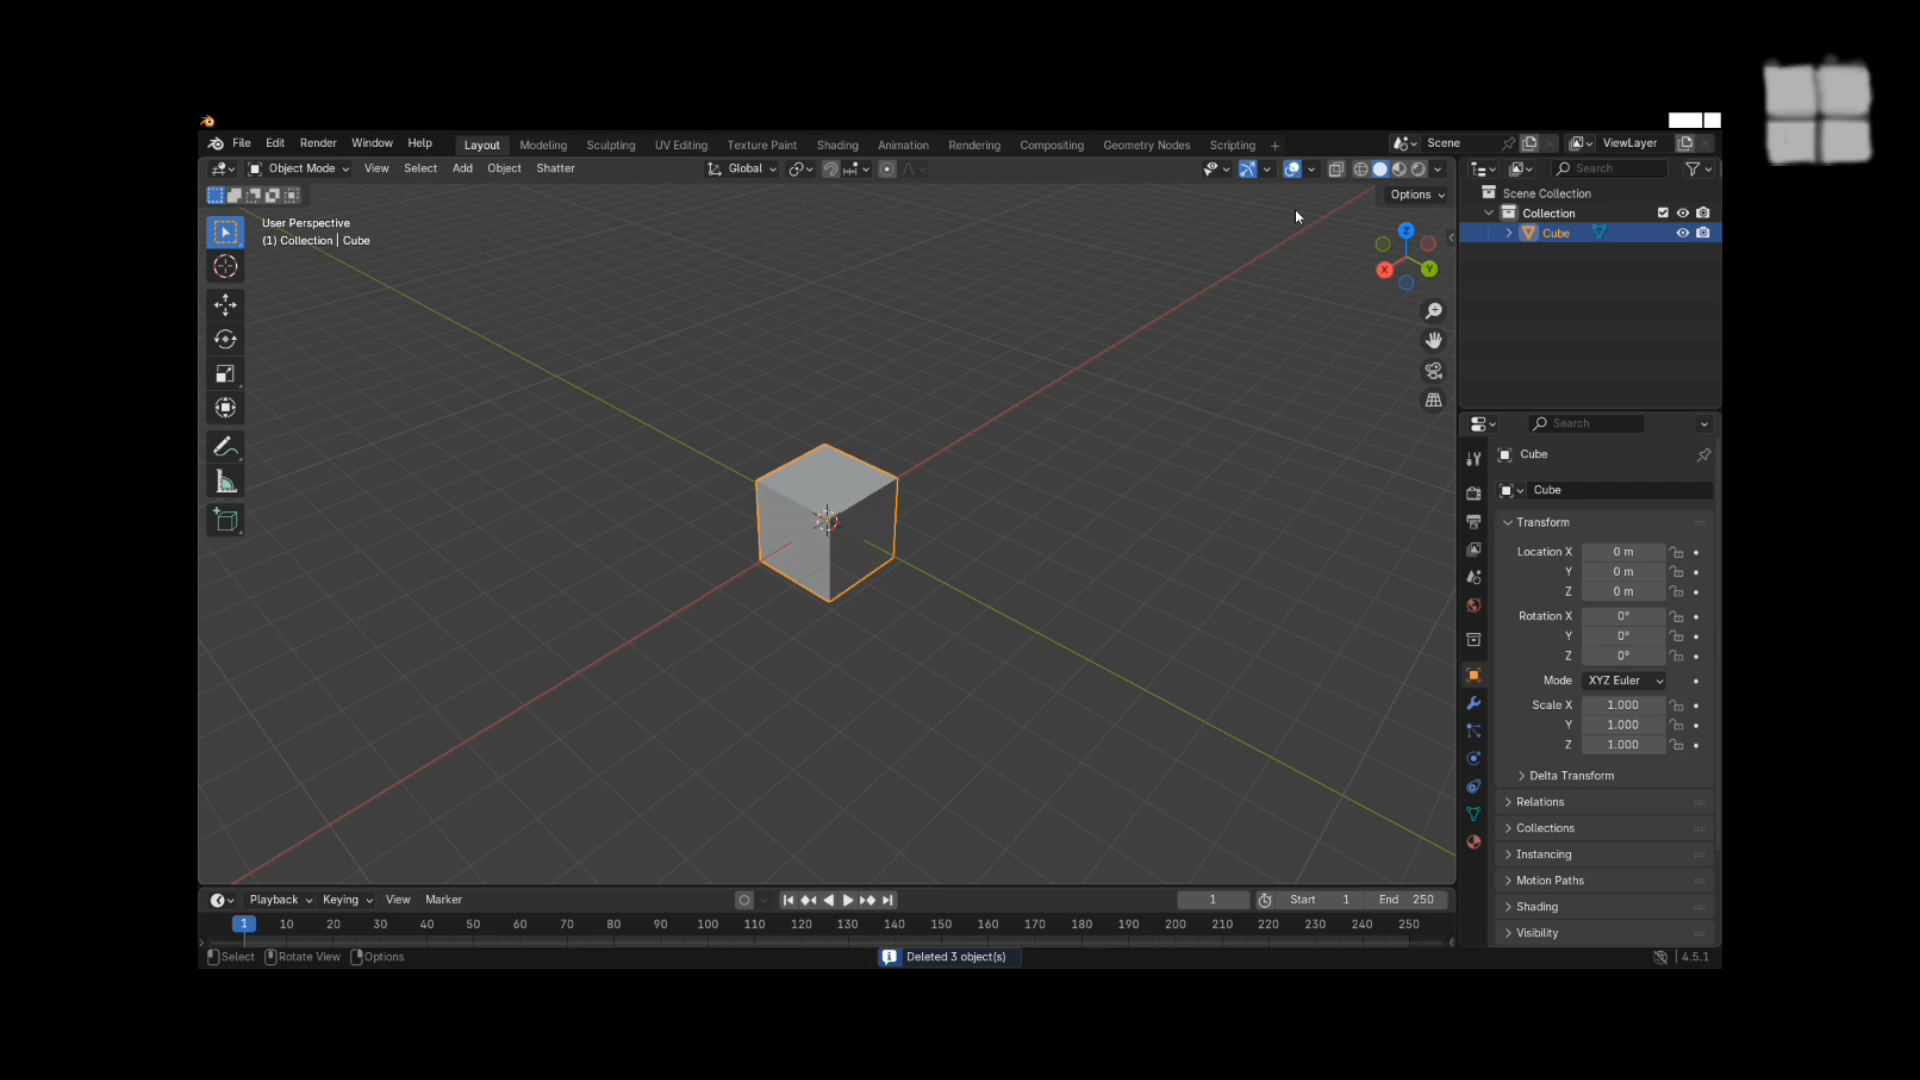 File Edit Render Window Help Layout Modeling Sculpting UV Editing Texture Paint Shading Animation Rendering Compositing Geometry Nodes Scripting + Scene ViewLayer
Object Mode View Select Add Object Shatter Global Search
Options
User Perspective
(1) Collection | Cube
Z
X
Y
Scene Collection
Collection
Cube
Search
Cube
Cube
Transform
Location X 0 m
Y 0 m
Z 0 m
Rotation X 0°
Y 0°
Z 0°
Mode XYZ Euler
Scale X 1.000
Y 1.000
Z 1.000
Delta Transform
Relations
Collections
Instancing
Motion Paths
Shading
Visibility
Playback Keying View Marker 1 Start 1 End 250
1 10 20 30 40 50 60 70 80 90 100 110 120 130 140 150 160 170 180 190 200 210 220 230 240 250
Select Rotate View Options Deleted 3 object(s) 4.5.1